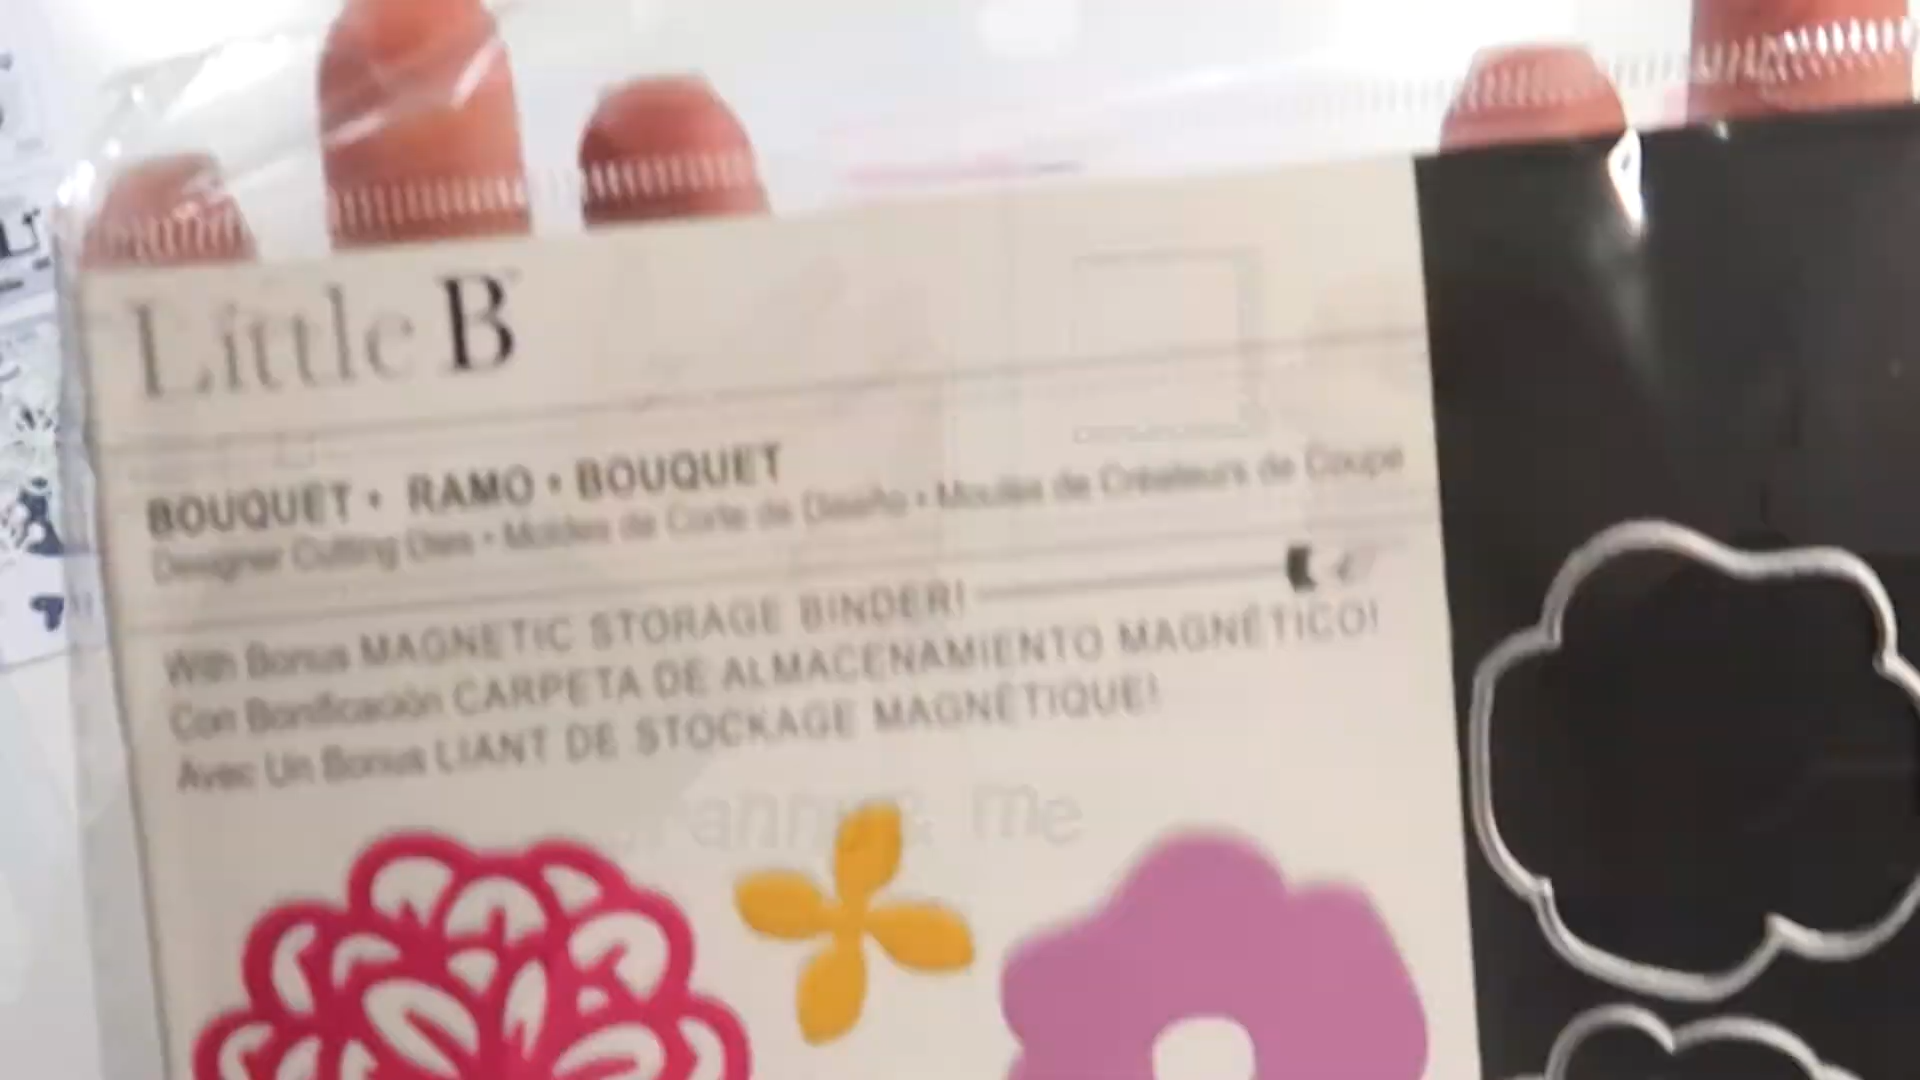 Little B
BOUQUET • RAMO • BOUQUET
Designer Cutting Dies • Moldes de Corte de Diseño • Moules de Créateurs de Coupe
With Bonus MAGNETIC STORAGE BINDER!
Con Bonificación CARPETA DE ALMACENAMIENTO MAGNÉTICO!
Avec Un Bonus LIANT DE STOCKAGE MAGNÉTIQUE!
me